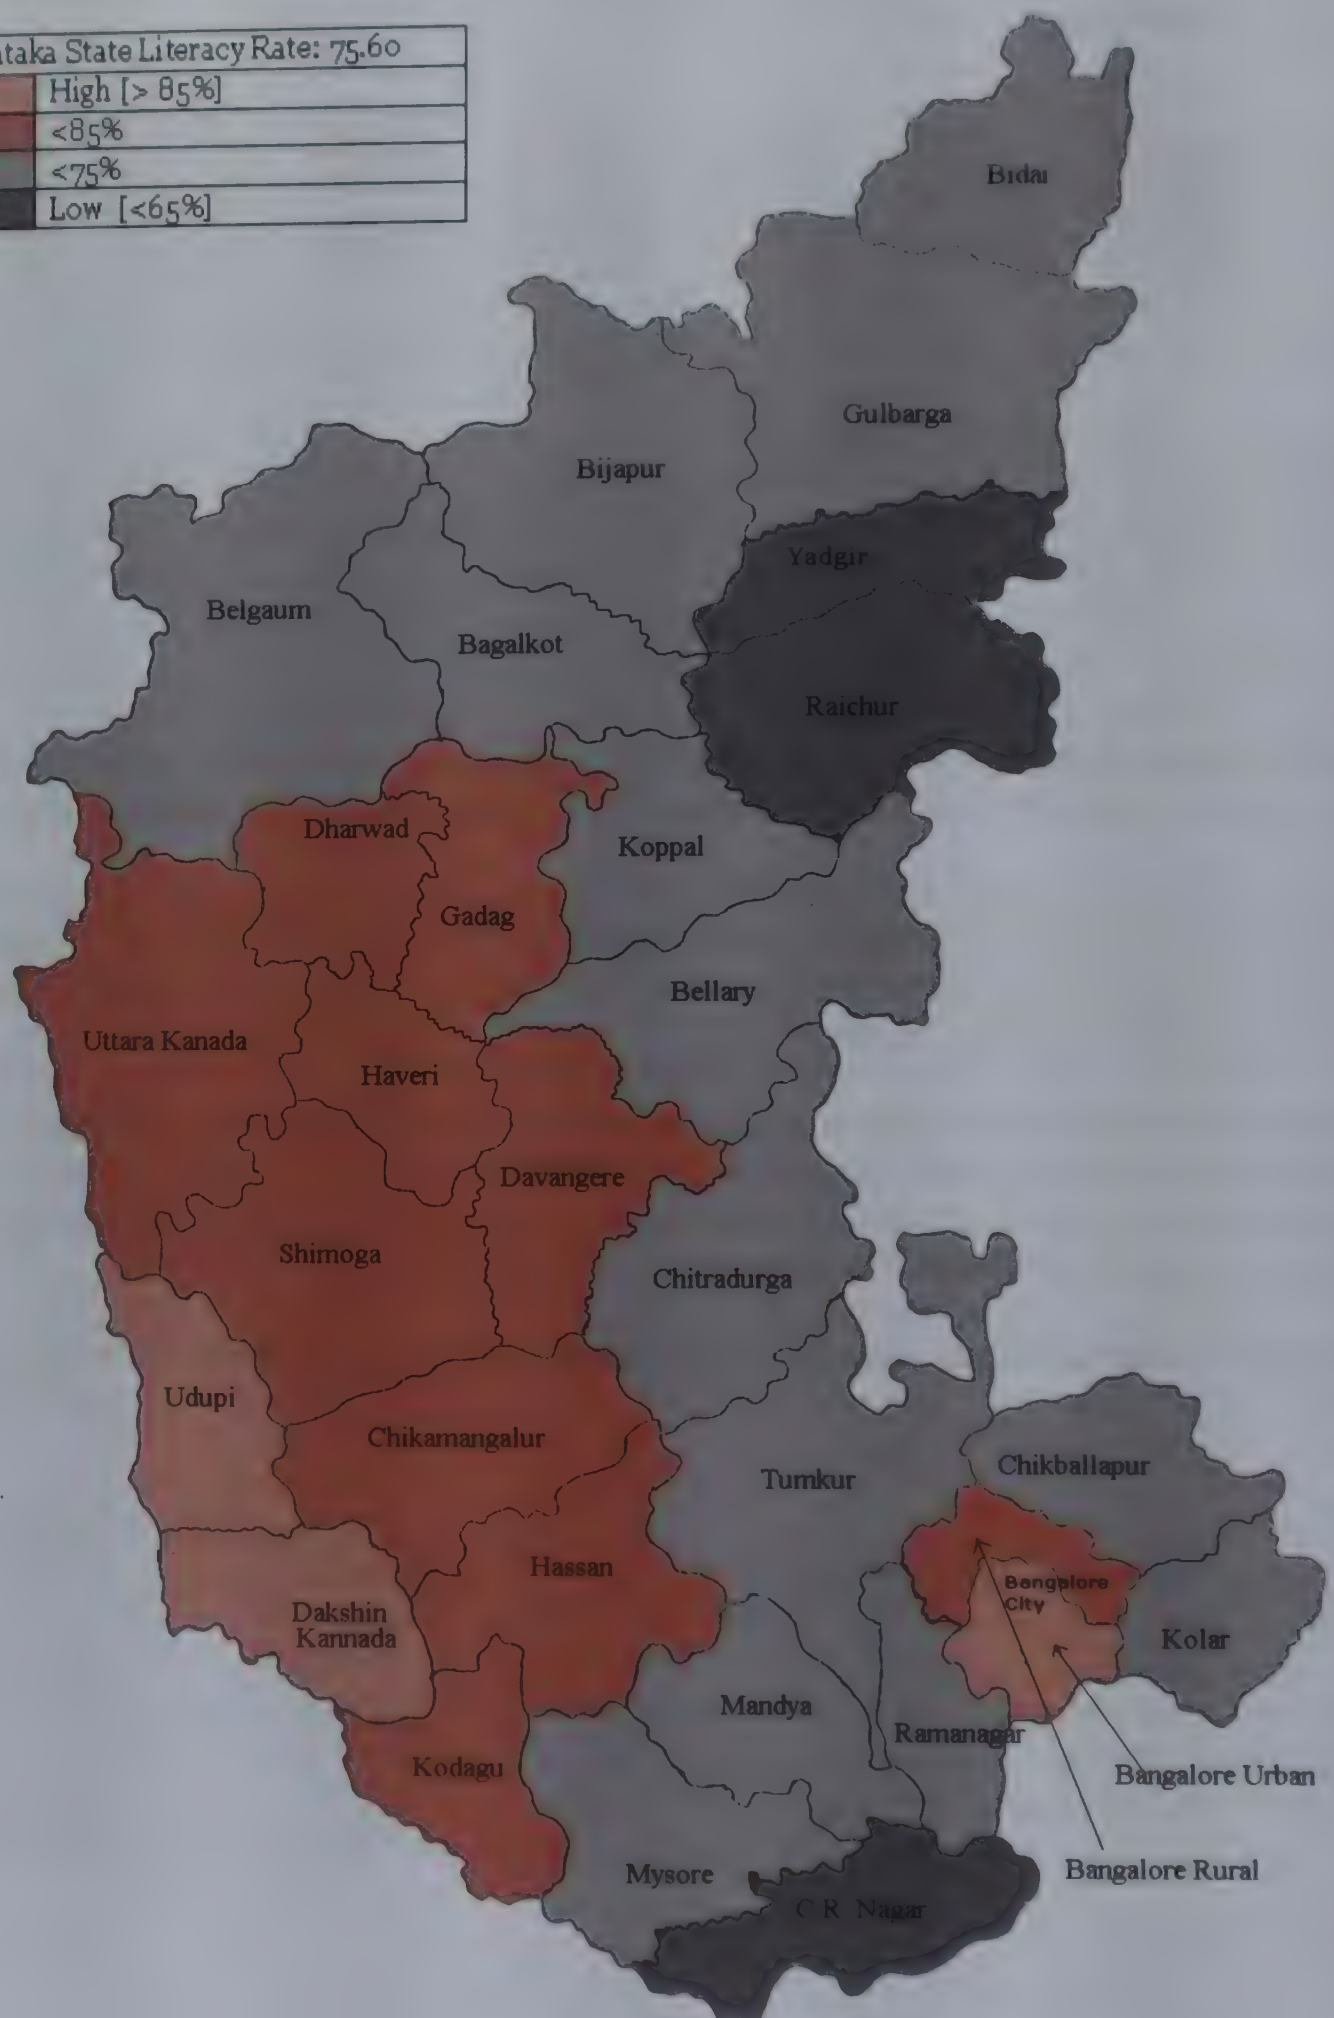 taka State Literacy Rate: 75.60
High [> 85%]
<85%
<75%
Low [<65%]
Bidar
Gulbarga
Bijapur
Yadgir
Belgaum
Bagalkot
Raichur
Dharwad
Koppal
Gadag
Bellary
Uttara Kanada
Haveri
Davangere
Shimoga
Chitradurga
Udupi
Chikamangalur
Chikballapur
Tumkur
Hassan
Bangalore
City
Dakshin
Kannada
Kolar
Mandya
Ramanagar
Kodagu
Bangalore Urban
Mysore
Bangalore Rural
C R Nagar